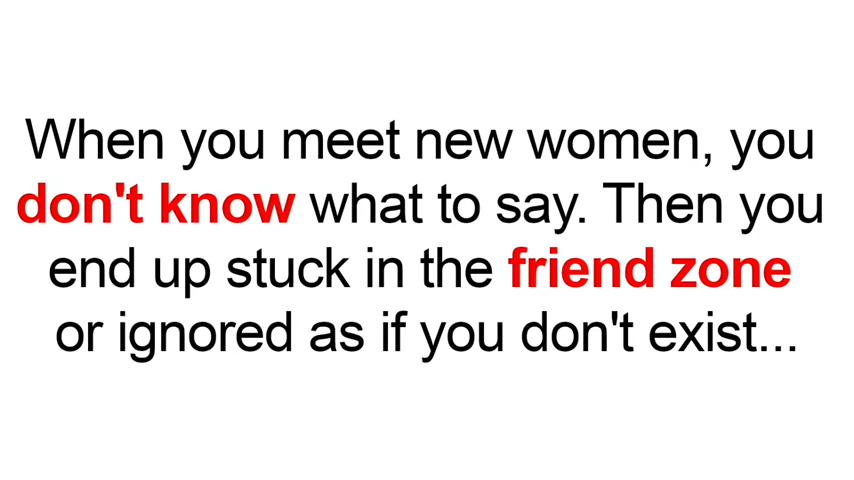 When you meet new women, you
don't know what to say. Then you
end up stuck in the friend zone
or ignored as if you don't exist...